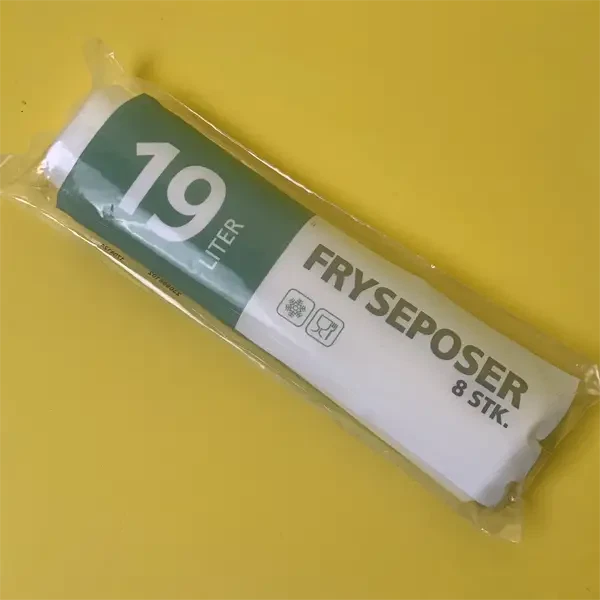 19
LITER
FRYSEPOSER
8 STK.